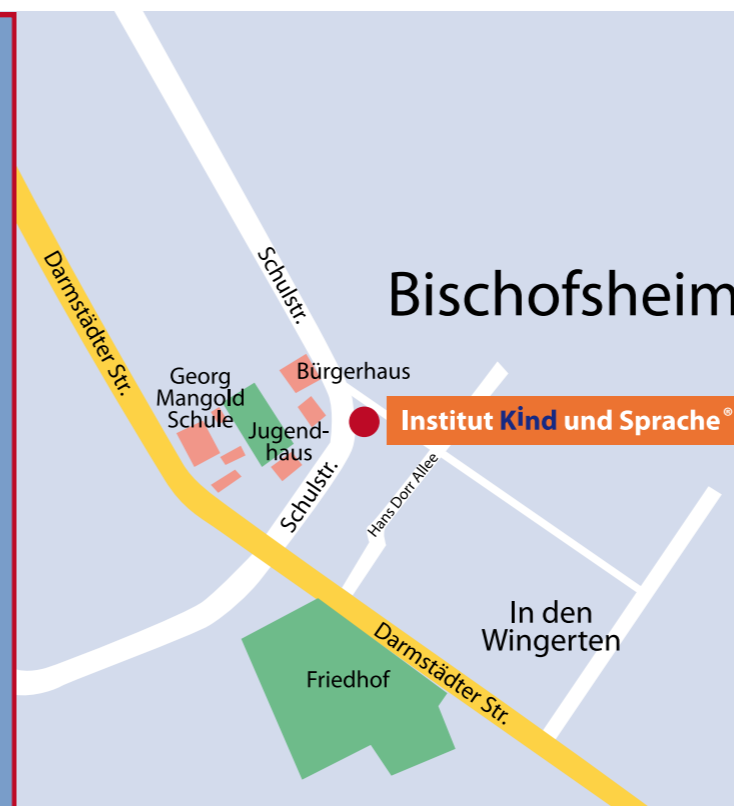 Schulstr.
Darmstädter Str.
Bischofsheim
Georg
Mangold
Schule
Bürgerhaus
Jugend-
haus
Institut Kind und Sprache®
Schulstr.
Hans Dorr Allee
In den
Wingerten
Darmstädter Str.
Friedhof